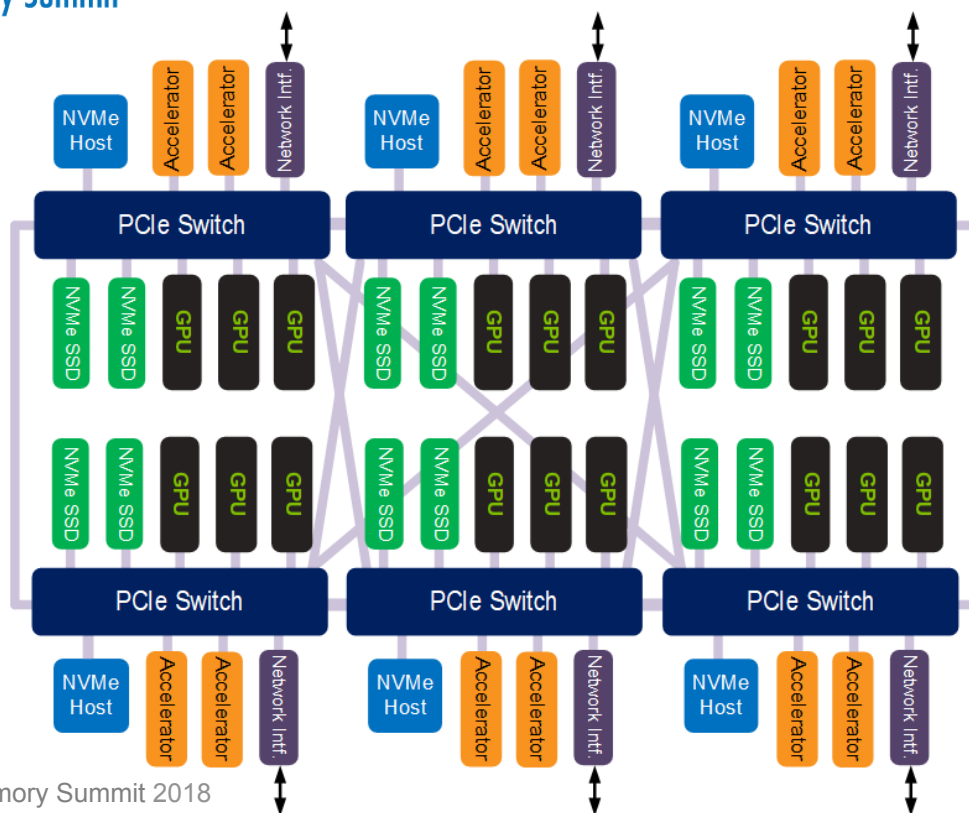 Summit
Accelerator
Accelerator
Network Intf.
Accelerator
Accelerator
Network Intf.
Accelerator
Accelerator
Network Intf.
NVMe
Host
NVMe
Host
NVMe
Host
PCIe Switch
PCIe Switch
PCIe Switch
NVMe SSD
NVMe SSD
GPU
GPU
GPU
NVMe SSD
NVMe SSD
GPU
GPU
GPU
NVMe SSD
NVMe SSD
GPU
GPU
GPU
NVMe SSD
NVMe SSD
GPU
GPU
GPU
NVMe SSD
NVMe SSD
GPU
GPU
GPU
NVMe SSD
NVMe SSD
GPU
GPU
GPU
PCIe Switch
PCIe Switch
PCIe Switch
NVMe
Host
Accelerator
Accelerator
Network Intf.
NVMe
Host
Accelerator
Accelerator
Network Intf.
NVMe
Host
Accelerator
Accelerator
Network Intf.
mory Summit 2018